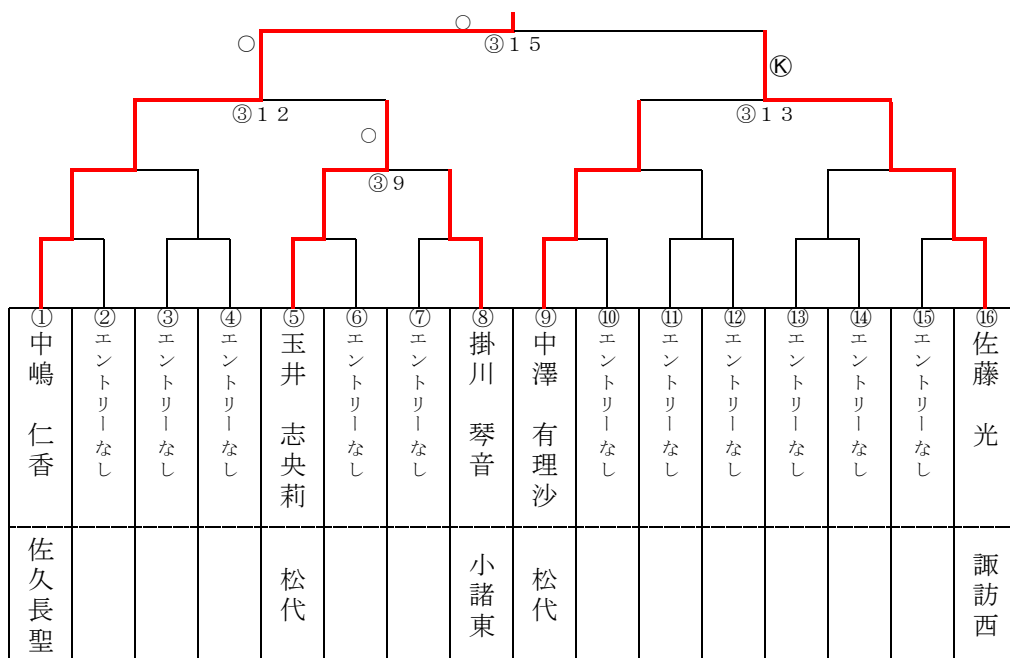 ○
○
③１５
Ⓚ
③１２
③１３
○
③９
①
中嶋　仁香
佐久長聖
②
エントリーなし
③
エントリーなし
④
エントリーなし
⑤
玉井　志央莉
松代
⑥
エントリーなし
⑦
エントリーなし
⑧
掛川　琴音
小諸東
⑨
中澤　有理沙
松代
⑩
エントリーなし
⑪
エントリーなし
⑫
エントリーなし
⑬
エントリーなし
⑭
エントリーなし
⑮
エントリーなし
⑯
佐藤　光
諏訪西